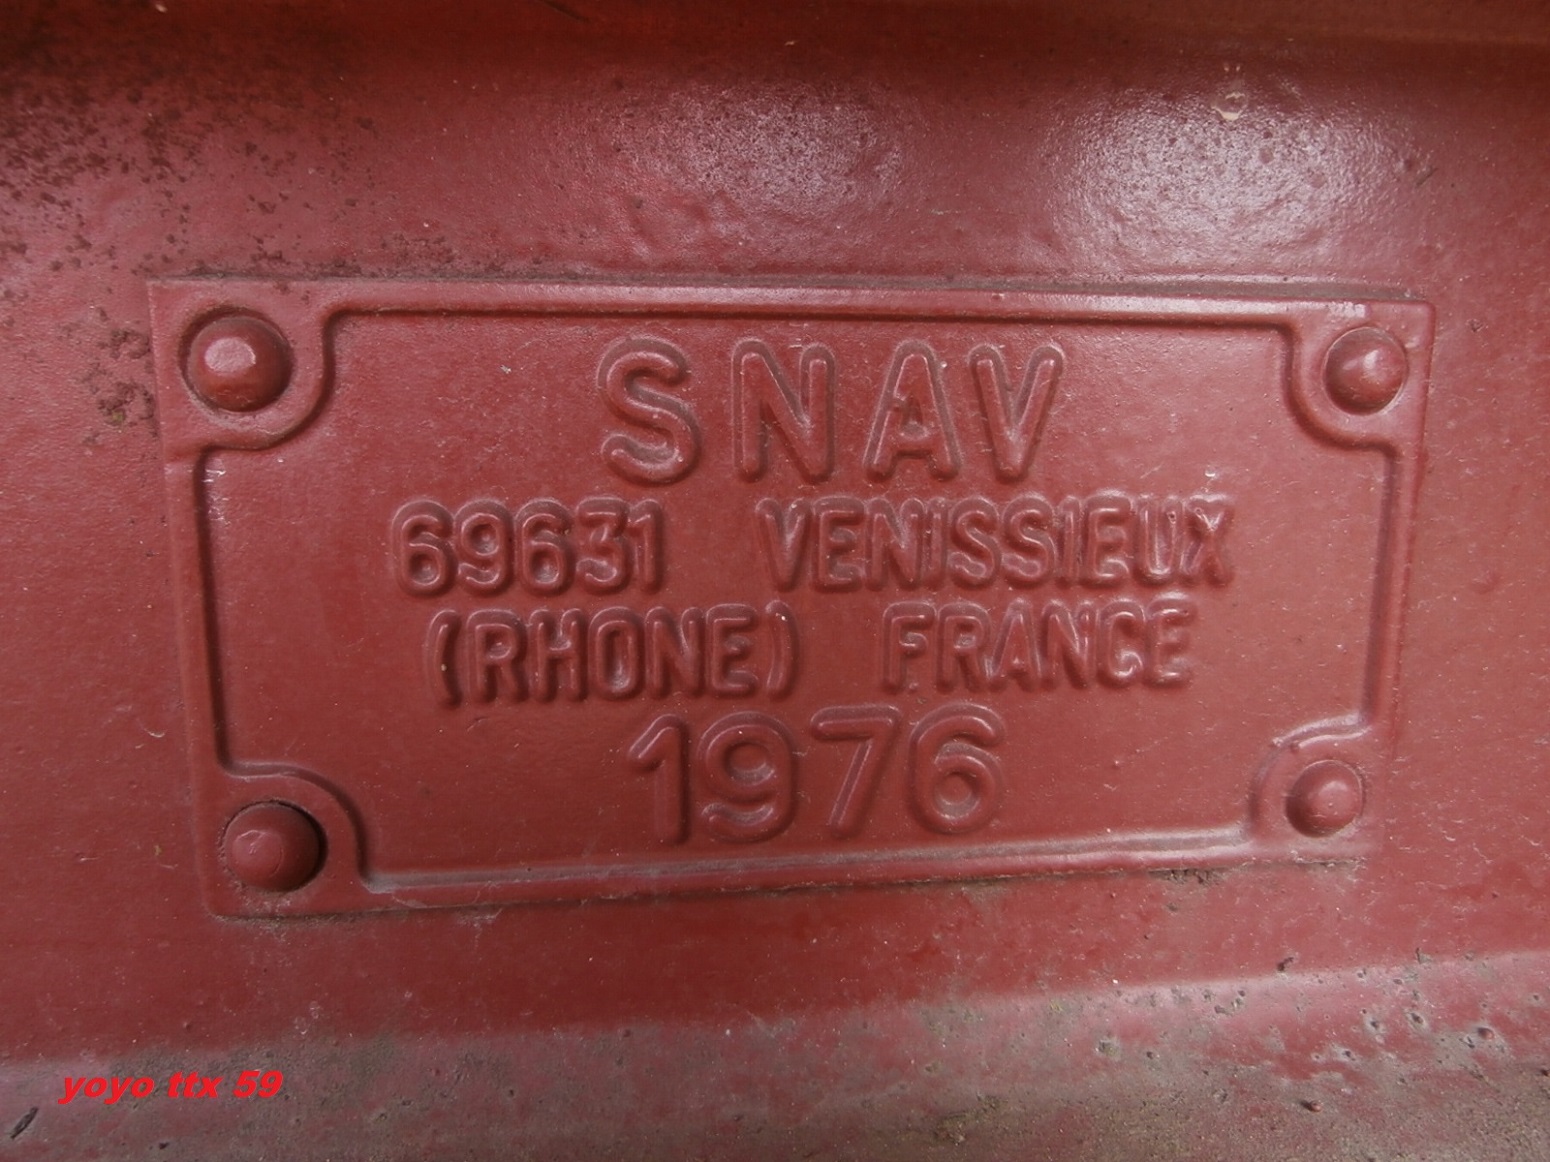 SNAV
69631 VENISSIEUX
(RHONE) FRANCE
1976
yoyo ttx 59